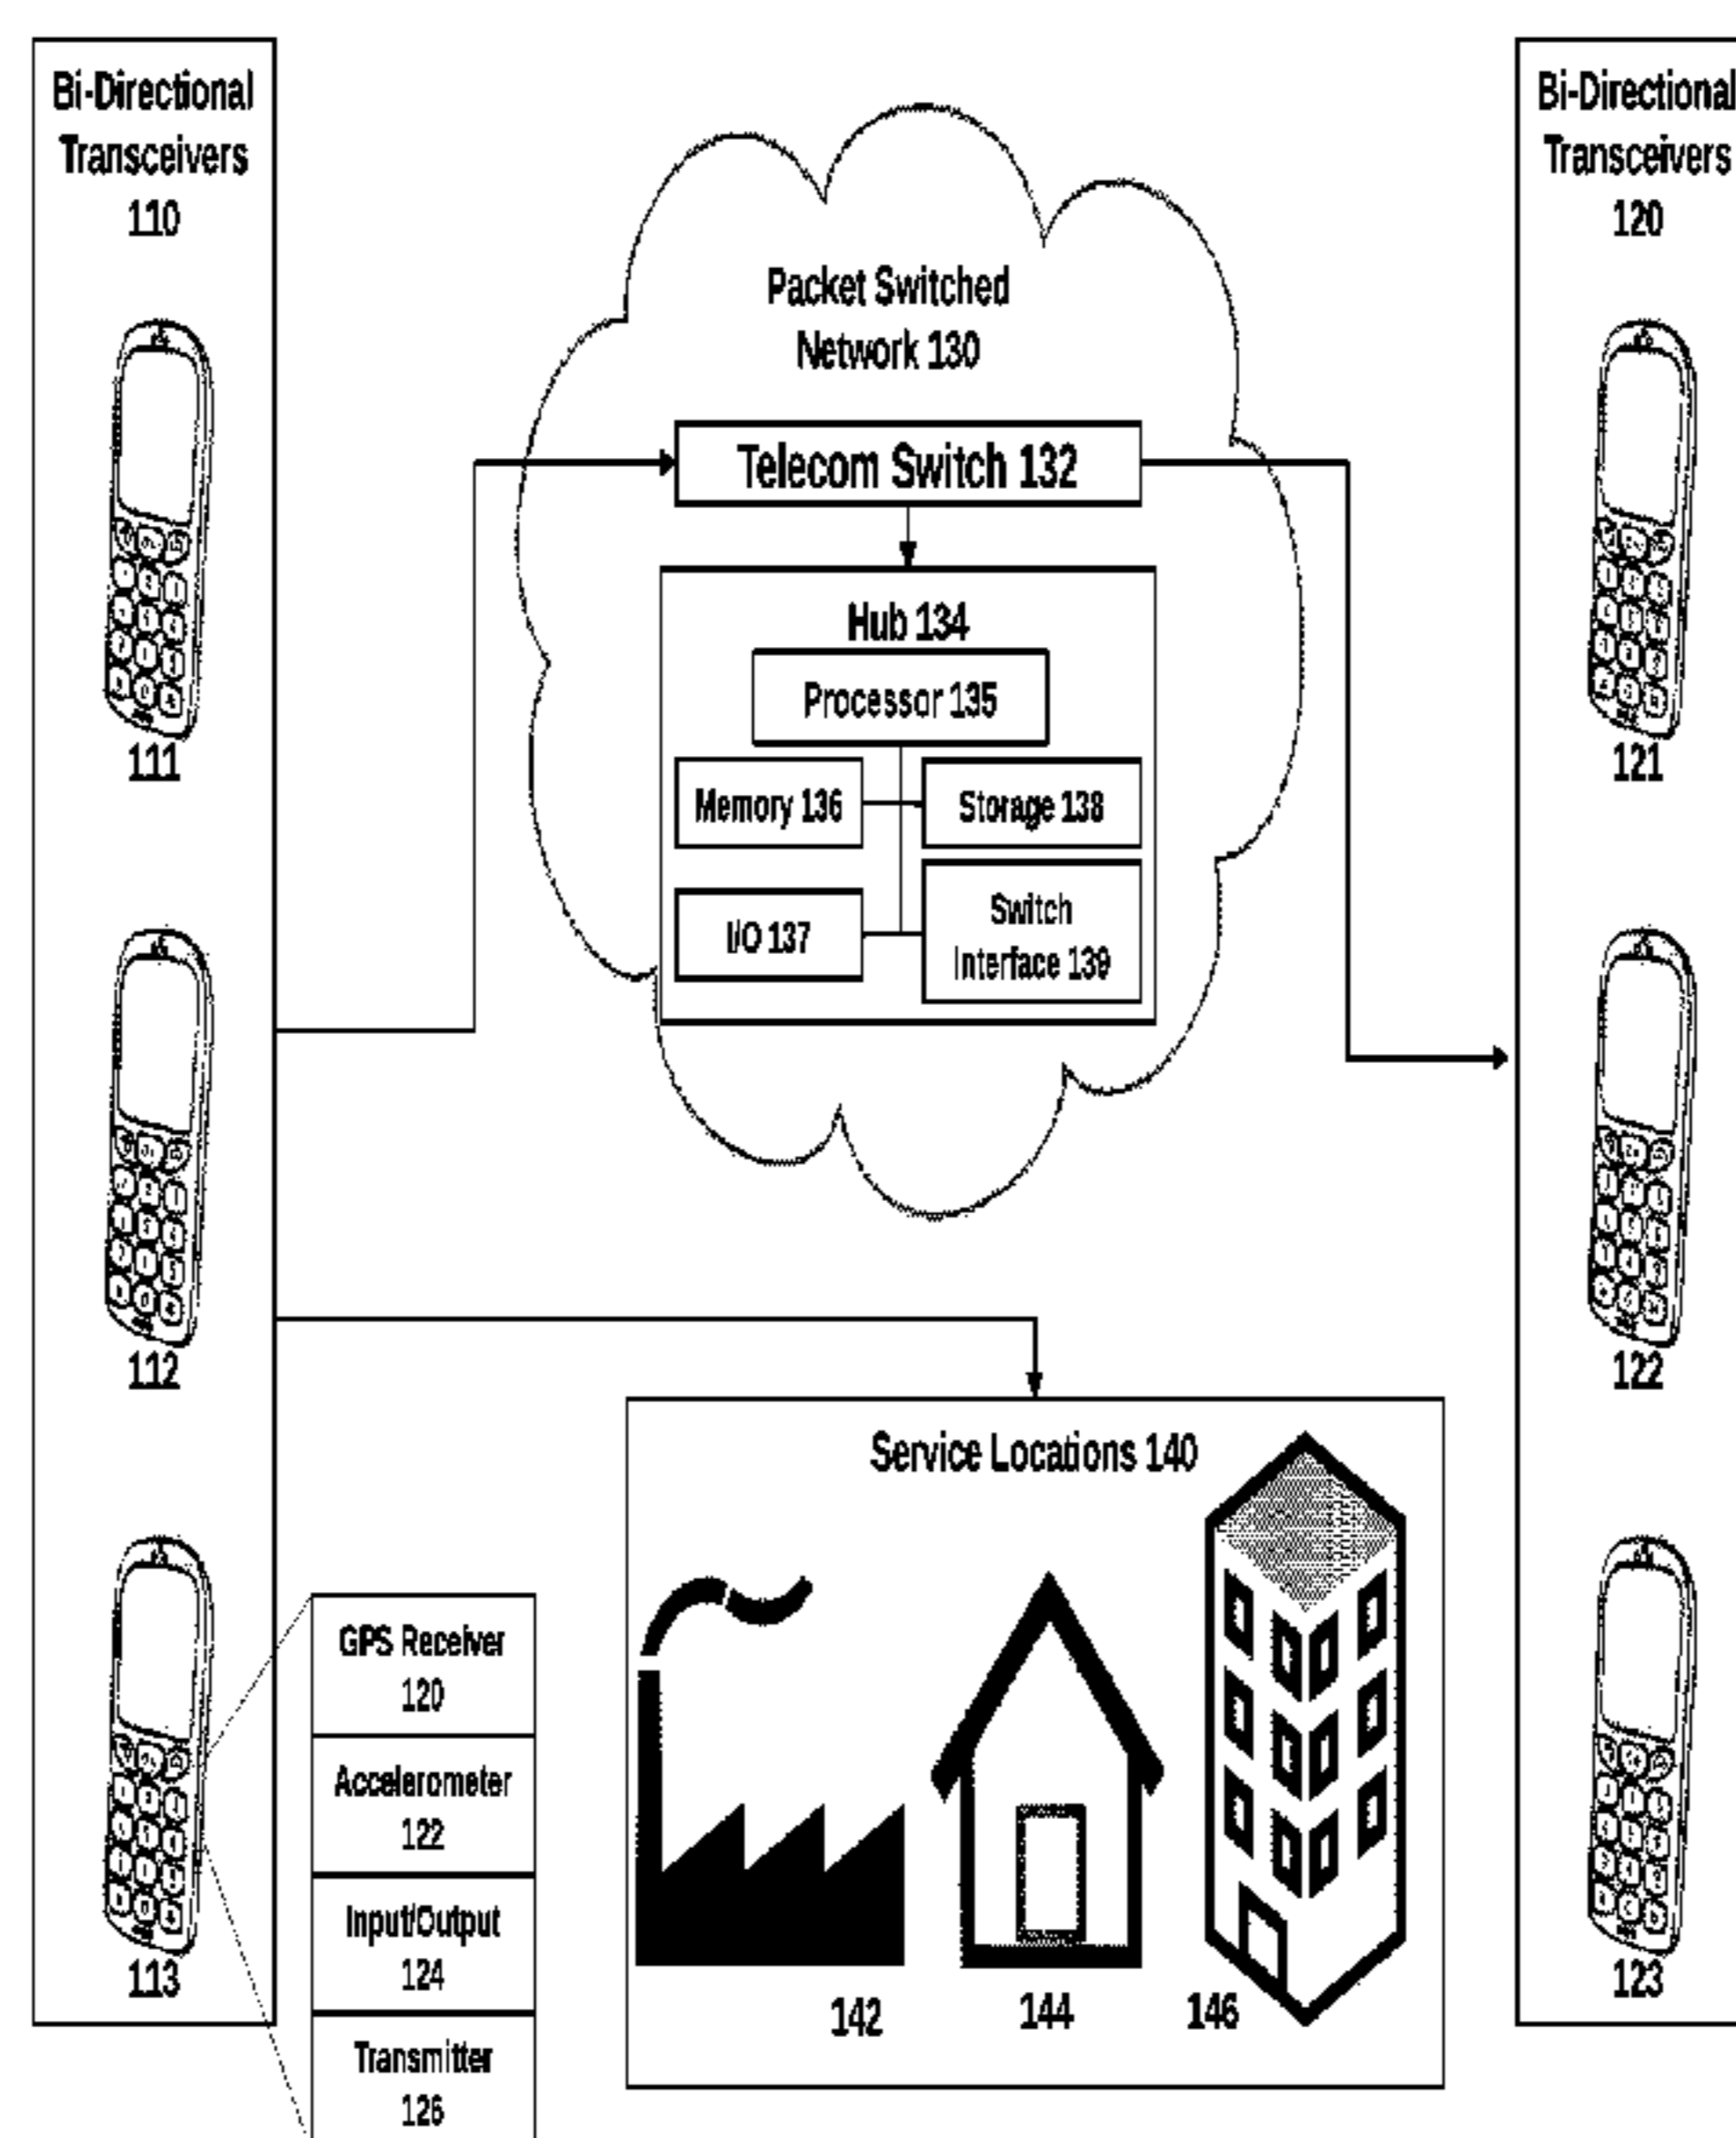 Bi-Directional
Transceivers
110
111
112
113
Packet Switched
Network 130
Telecom Switch 132
Hub 134
Processor 135
Memory 136
Storage 138
I/O 137
Switch
Interface 139
Bi-Directional
Transceivers
120
121
122
123
GPS Receiver
120
Accelerometer
122
Input/Output
124
Transmitter
126
Service Locations 140
142
144
146